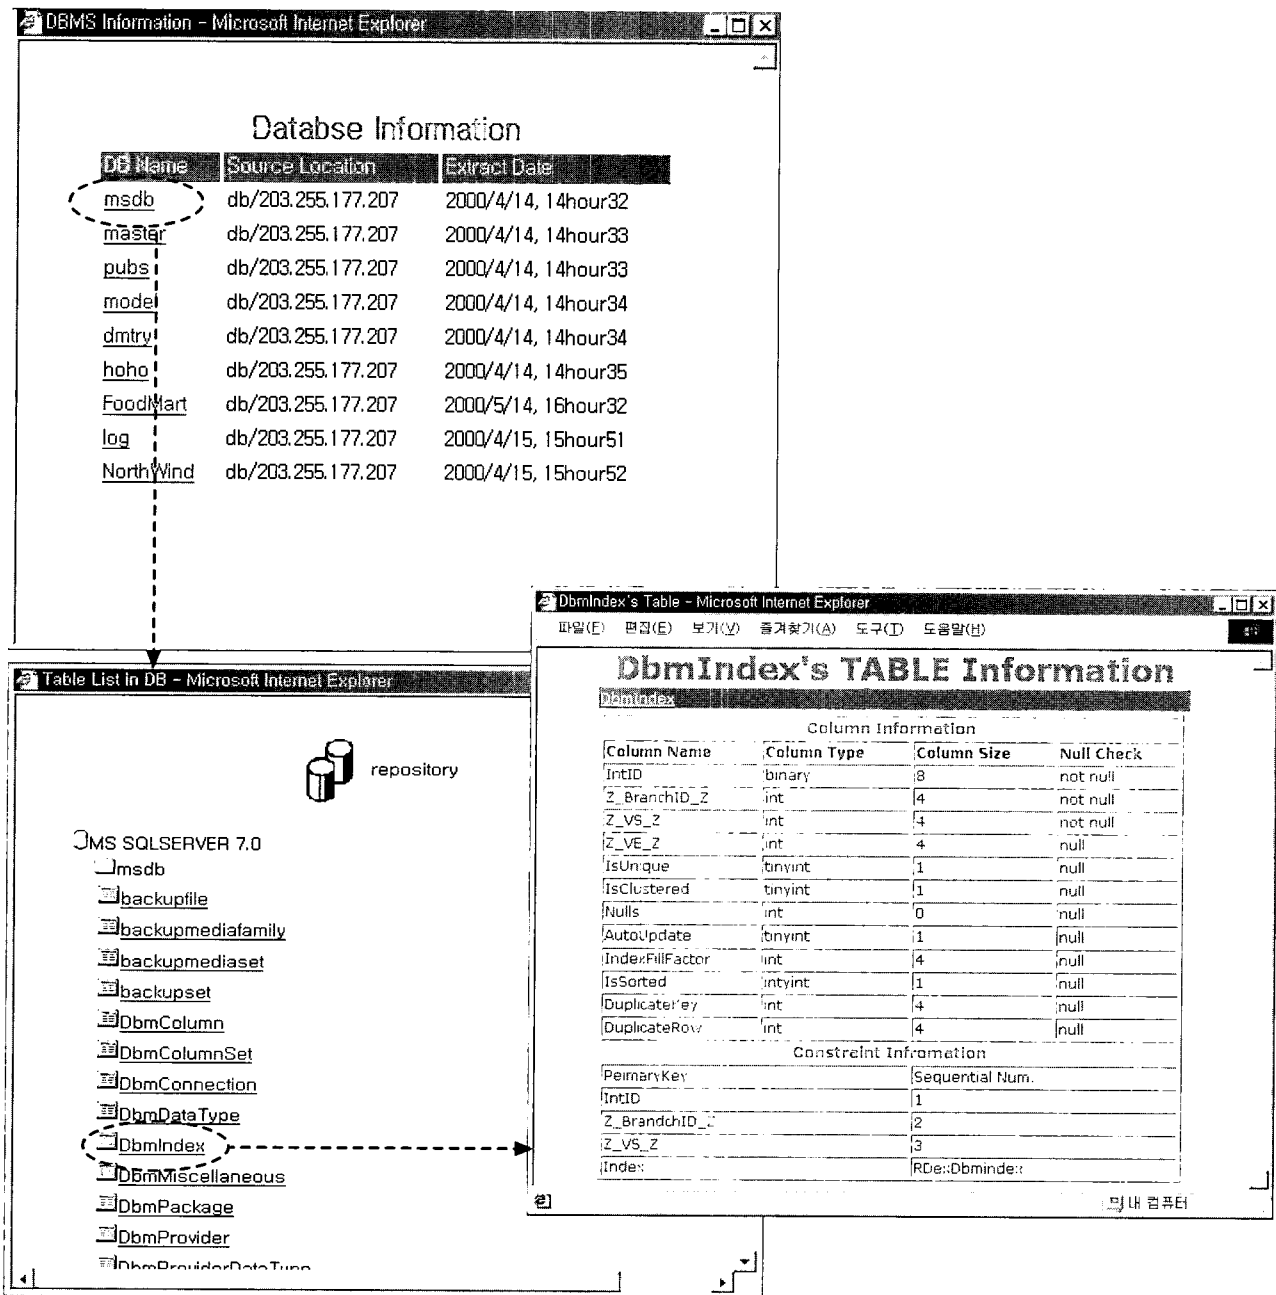 DBMS Information - Microsoft Internet Explorer
Databse Information
DB Name Source Location Extract Date
msdb db/203.255.177.207 2000/4/14, 14hour32
master db/203.255.177.207 2000/4/14, 14hour33
pubs db/203.255.177.207 2000/4/14, 14hour33
model db/203.255.177.207 2000/4/14, 14hour34
dmtry db/203.255.177.207 2000/4/14, 14hour34
hoho db/203.255.177.207 2000/4/14, 14hour35
FoodMart db/203.255.177.207 2000/5/14, 16hour32
log db/203.255.177.207 2000/4/15, 15hour51
NorthWind db/203.255.177.207 2000/4/15, 15hour52
Table List in DB - Microsoft Internet Explorer
repository
MS SQLSERVER 7.0
msdb
backupfile
backupmediafamily
backupmediaset
backupset
DbmColumn
DbmColumnSet
DbmConnection
DbmDataType
DbmIndex
DbmMiscellaneous
DbmPackage
DbmProvider
DbmProviderDataType
DbmIndex's Table - Microsoft Internet Explorer
파일(F) 편집(E) 보기(V) 즐겨찾기(A) 도구(T) 도움말(H)
DbmIndex's TABLE Information
DbmIndex
Column Information
Column Name Column Type Column Size Null Check
IntID binary 8 not null
Z_BranchID_Z int 4 not null
Z_VS_Z int 4 not null
Z_VE_Z int 4 null
IsUnique tinyint 1 null
IsClustered tinyint 1 null
Nulls int 0 null
AutoUpdate tinyint 1 null
IndexFillFactor int 4 null
IsSorted intyint 1 null
DuplicateKey int 4 null
DuplicateRow int 4 null
Constreint Infromation
PeimaryKey Sequential Num.
IntID 1
Z_BrandchID_Z 2
Z_VS_Z 3
Index
내 컴퓨터